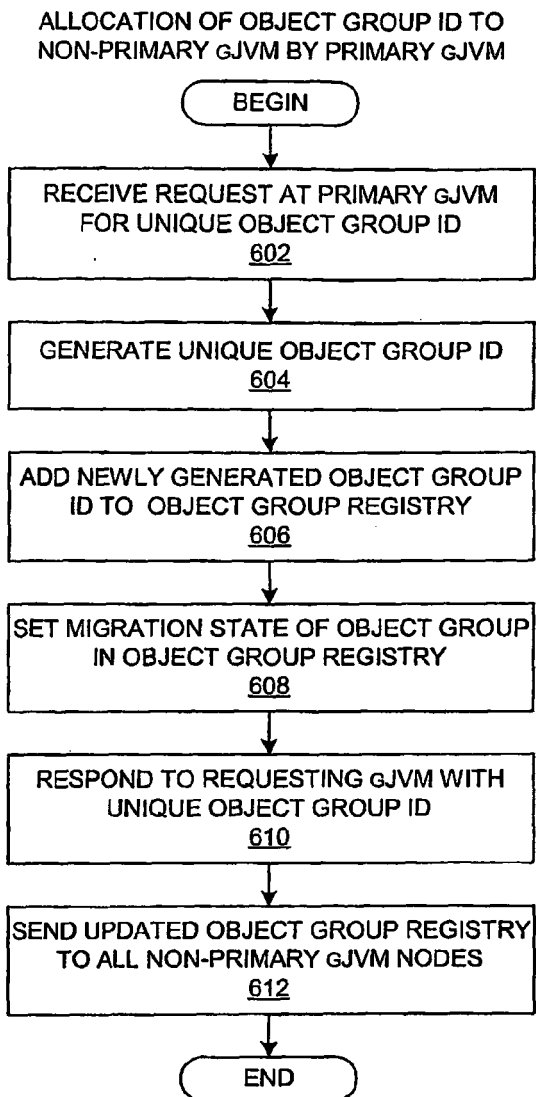 ALLOCATION OF OBJECT GROUP ID TO
NON-PRIMARY GJVM BY PRIMARY GJVM
BEGIN
RECEIVE REQUEST AT PRIMARY GJVM
FOR UNIQUE OBJECT GROUP ID
602
GENERATE UNIQUE OBJECT GROUP ID
604
ADD NEWLY GENERATED OBJECT GROUP
ID TO OBJECT GROUP REGISTRY
606
SET MIGRATION STATE OF OBJECT GROUP
IN OBJECT GROUP REGISTRY
608
RESPOND TO REQUESTING GJVM WITH
UNIQUE OBJECT GROUP ID
610
SEND UPDATED OBJECT GROUP REGISTRY
TO ALL NON-PRIMARY GJVM NODES
612
END